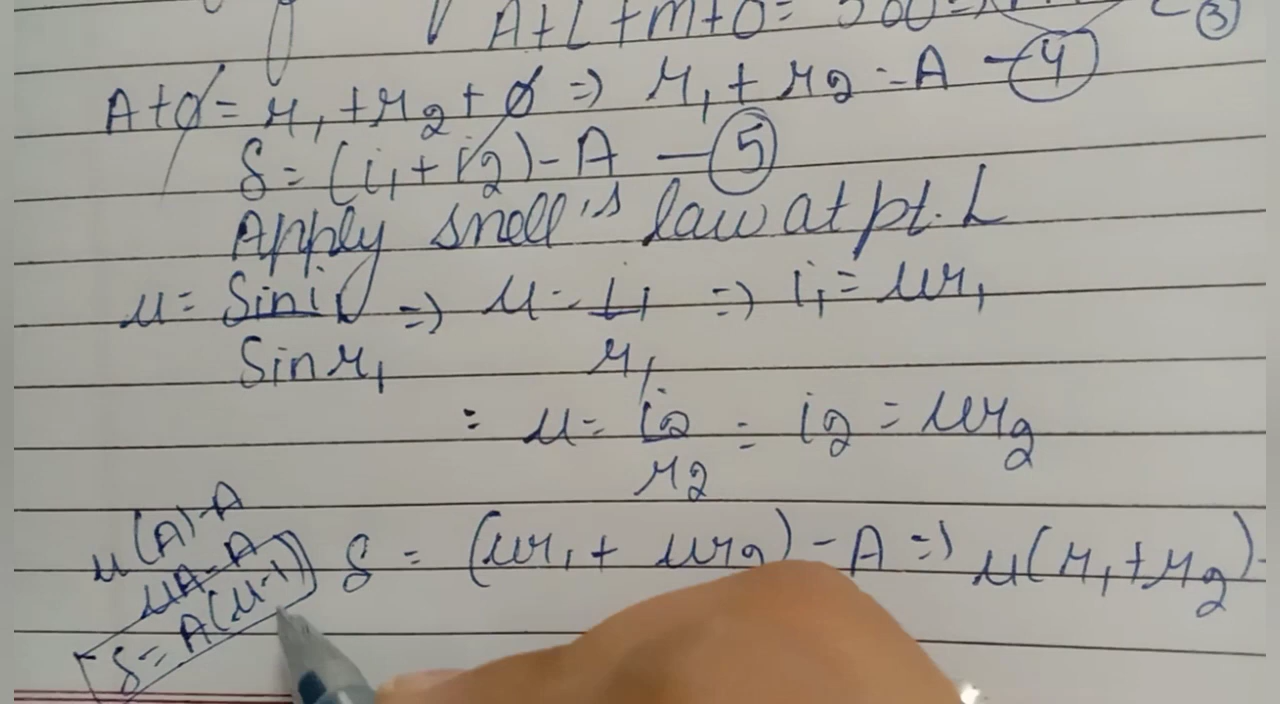 A+L+m+O=
③
A+O̸= r₁+r₂+O̸ => r₁+r₂=A —④
δ=(i₁+i₂)-A —⑤
Apply snell's law at pt. L
μ= Sin i₁/Sin r₁ => μ= i₁/r₁ => i₁=μr₁
: μ= i₂/r₂ = i₂=μr₂
δ = (μr₁+ μr₂)-A => μ(r₁+r₂)-
μ(A)-A
μA-A
δ=A(μ-1)